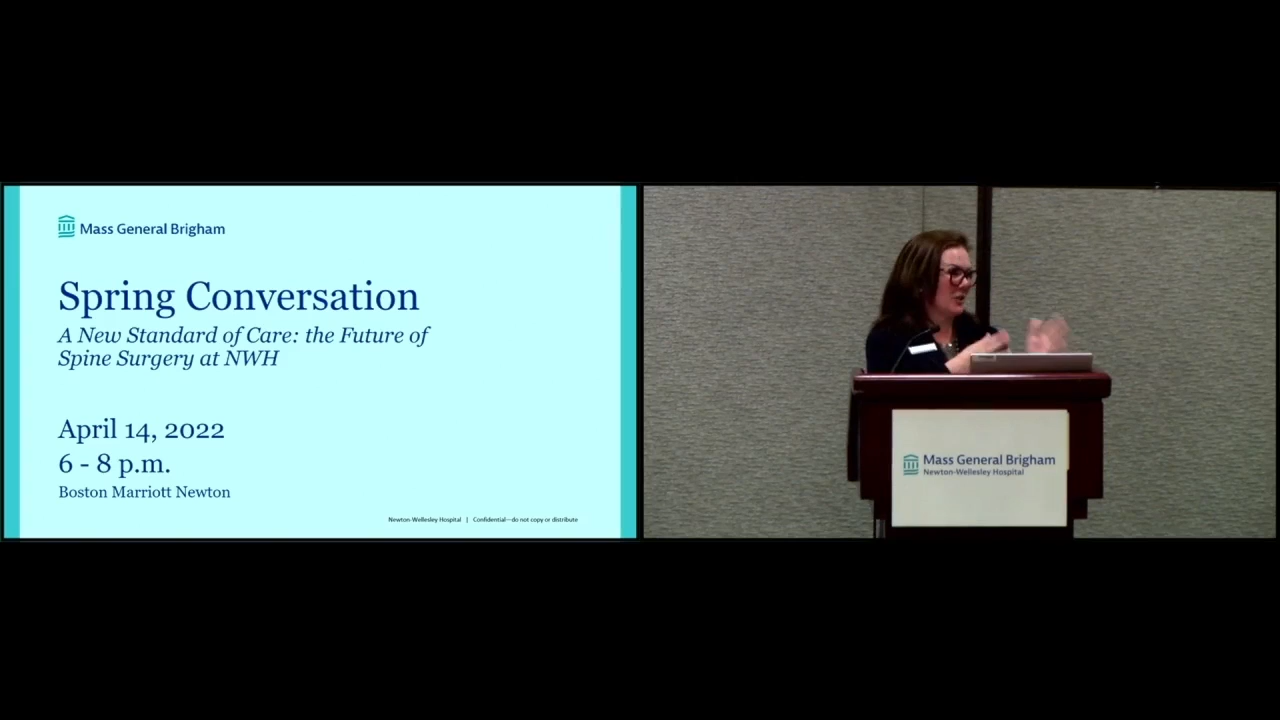 Mass General Brigham
Spring Conversation
A New Standard of Care: the Future of
Spine Surgery at NWH
April 14, 2022
6 - 8 p.m.
Boston Marriott Newton
Newton-Wellesley Hospital | Confidential—do not copy or distribute
Mass General Brigham
Newton-Wellesley Hospital